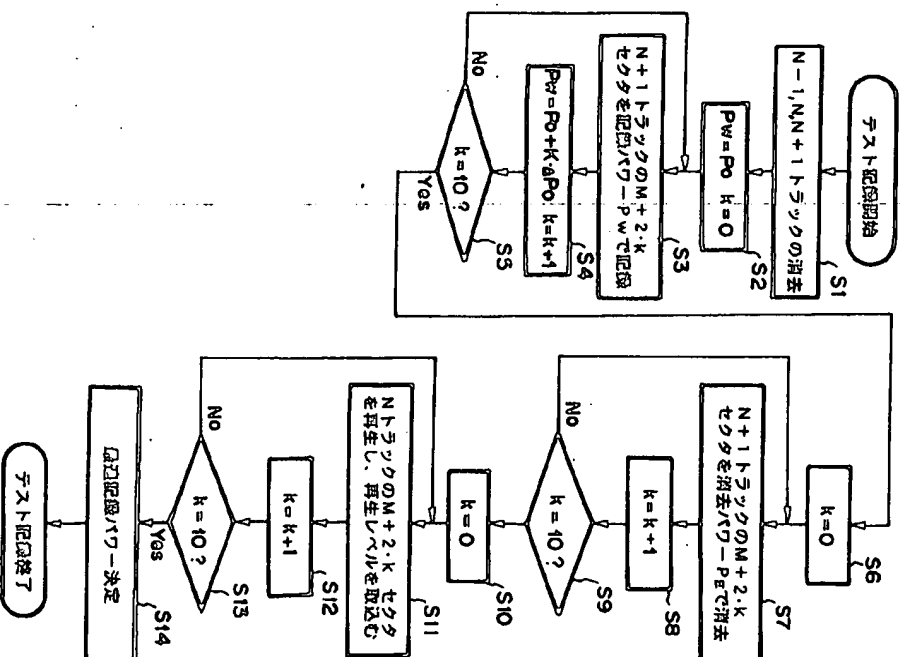 テスト記録開始
N-1,N,N+1トラックの消去
S1
Pw=Po k=0
S2
N+1トラックのM+2・k
セクタを記録パワーPwで記録
S3
Pw=Po+K・aPo k=k+1
S4
k=10?
S5
No
Yes
k=0
S6
N+1トラックのM+2・k
セクタを消去パワーPEで消去
S7
k=k+1
S8
k=10?
S9
No
k=0
S10
NトラックのM+2・k セクタ
を再生し、再生レベルを取込む
S11
k=k+1
S12
k=10?
S13
No
Yes
最適記録パワー決定
S14
テスト記録終了